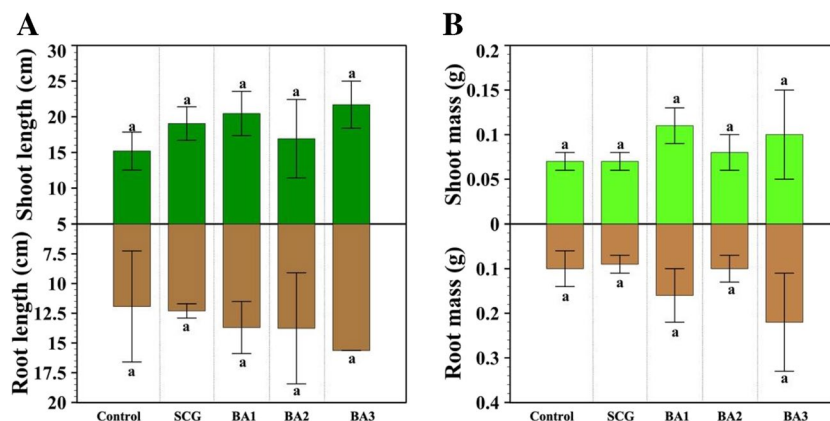 A
Shoot length (cm)
30
25
20
15
10
5
a a a a a
Root length (cm)
7.5
10
12.5
15
17.5
20
a a a a a
Control SCG BA1 BA2 BA3
B
Shoot mass (g)
0.2
0.15
0.1
0.05
0
a a a a a
Root mass (g)
0.1
0.2
0.3
0.4
a a a a a
Control SCG BA1 BA2 BA3